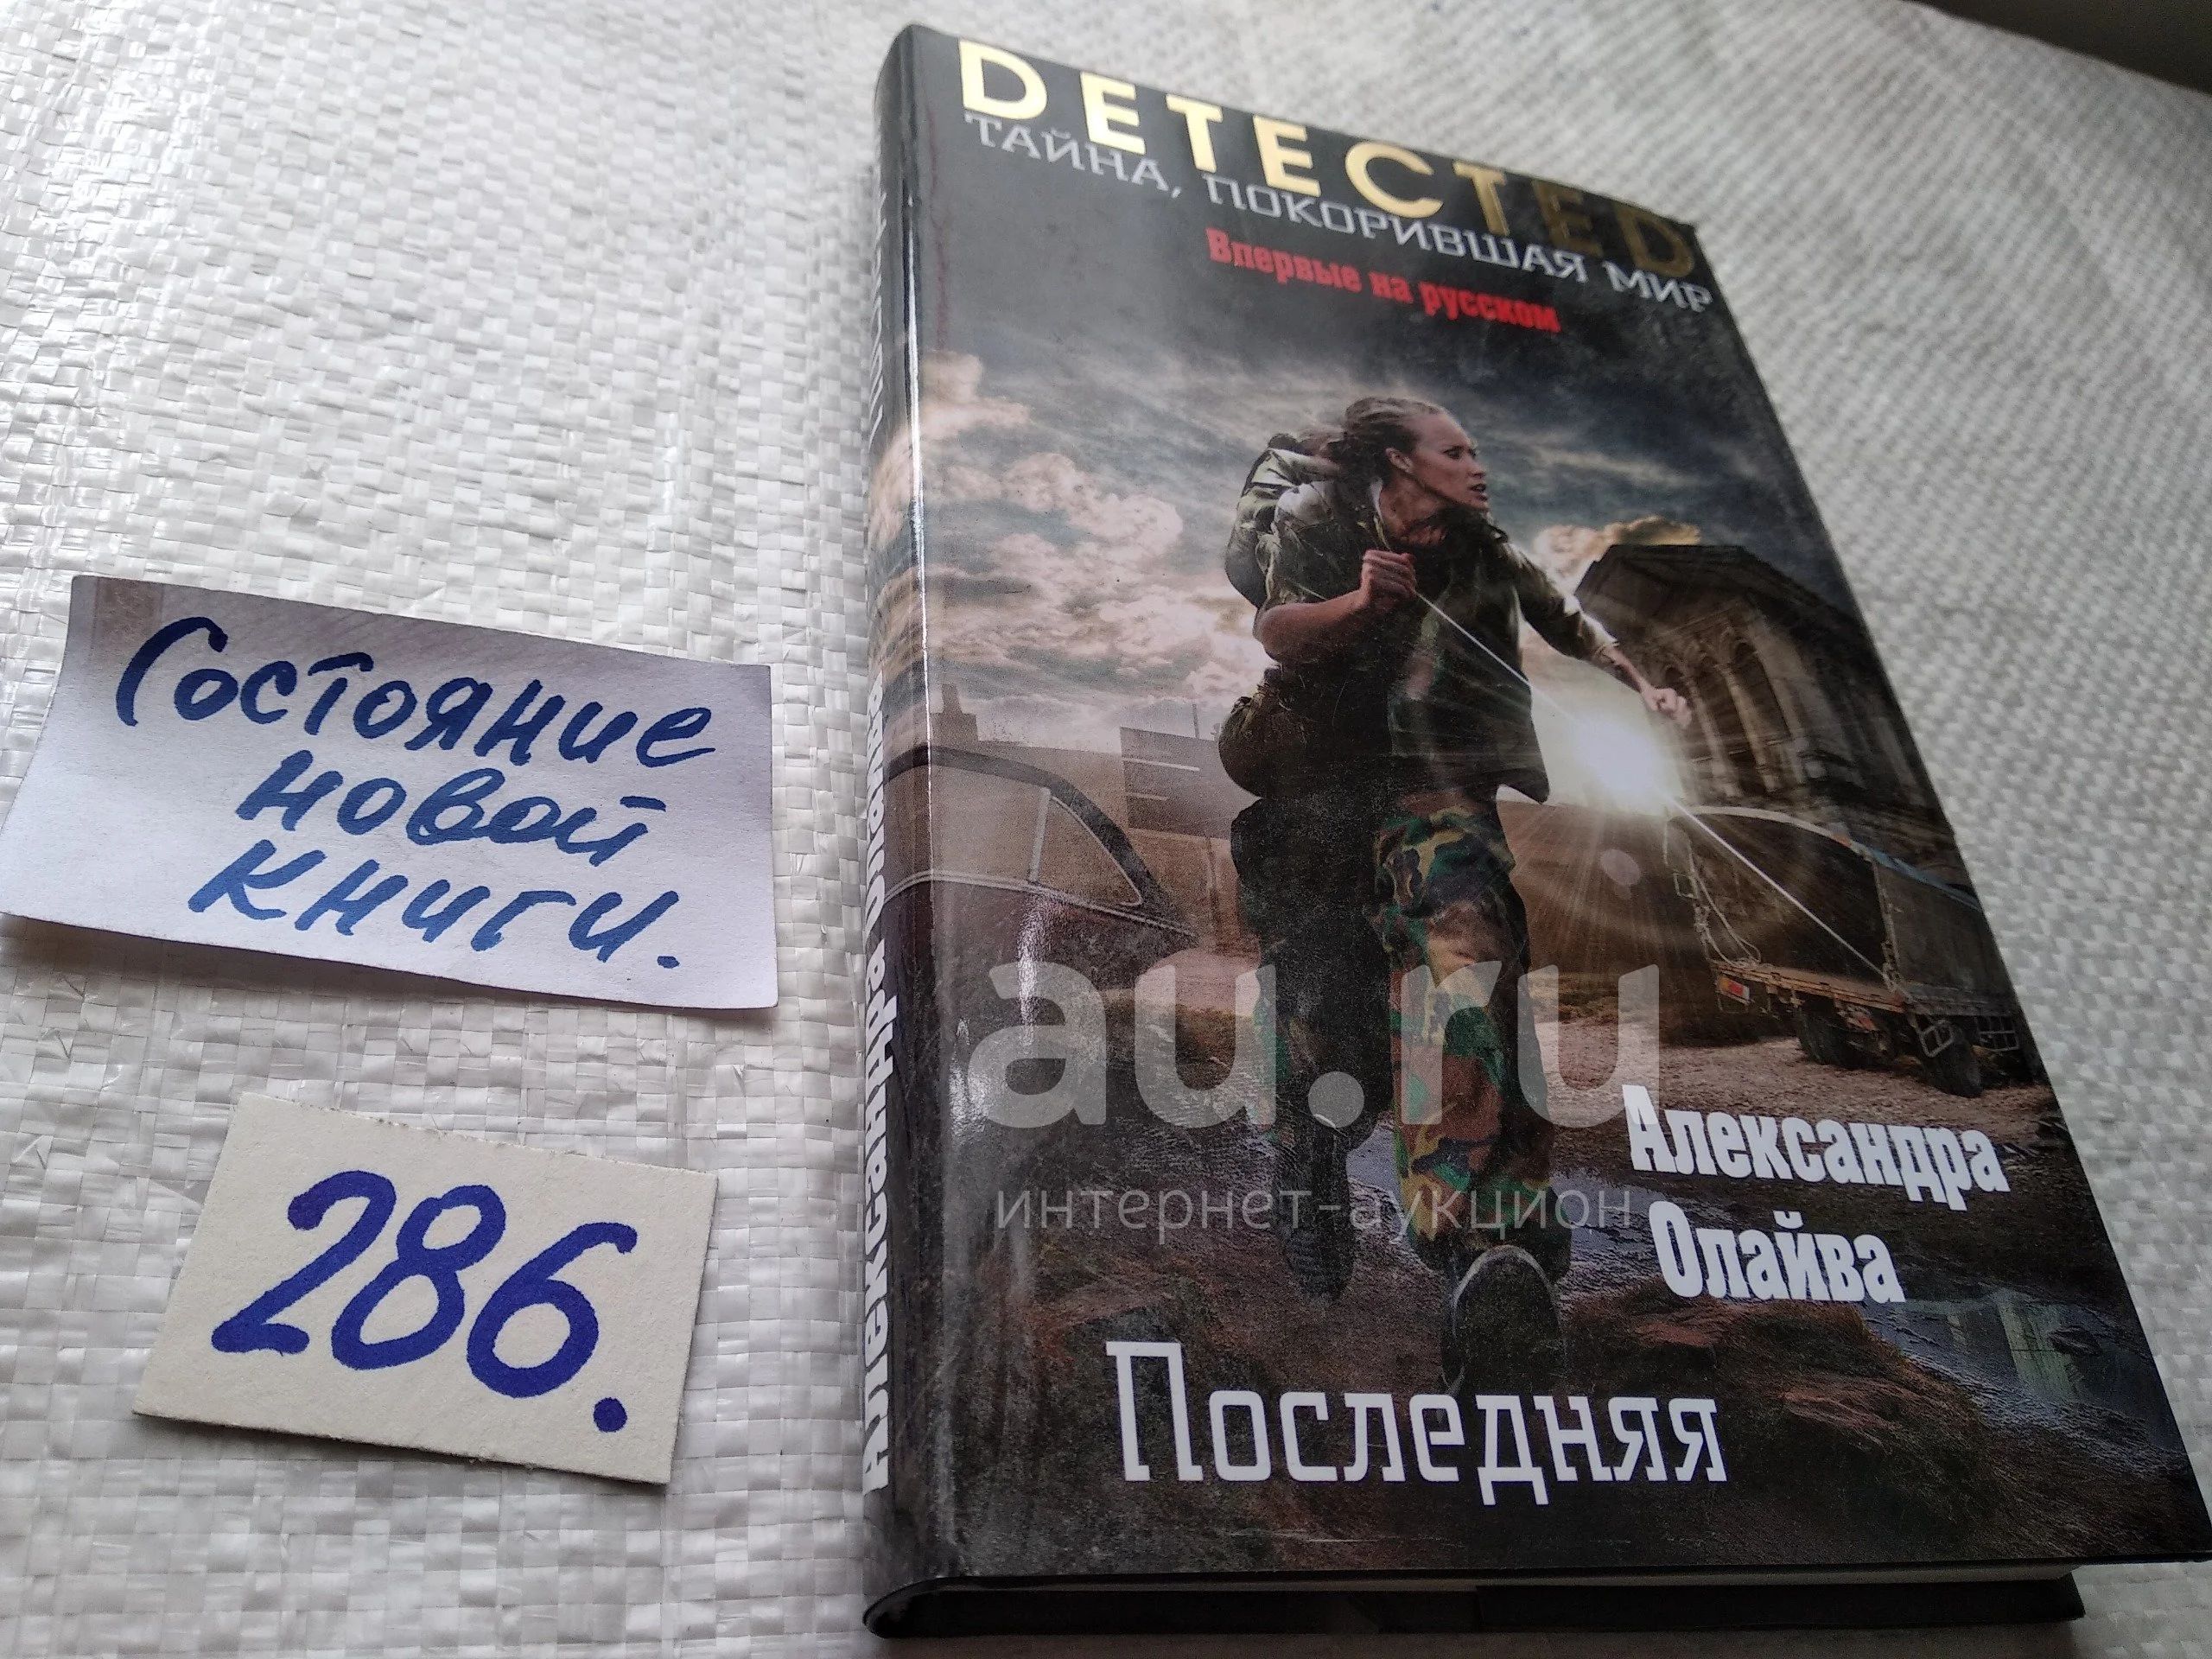 DETECTED
ТАЙНА, ПОКОРИВШАЯ МИР
Впервые на русском
Состояние
новой
книги.
286.
au.ru
интернет-аукцион
Александра
Олайва
Последняя
Александра Олайва